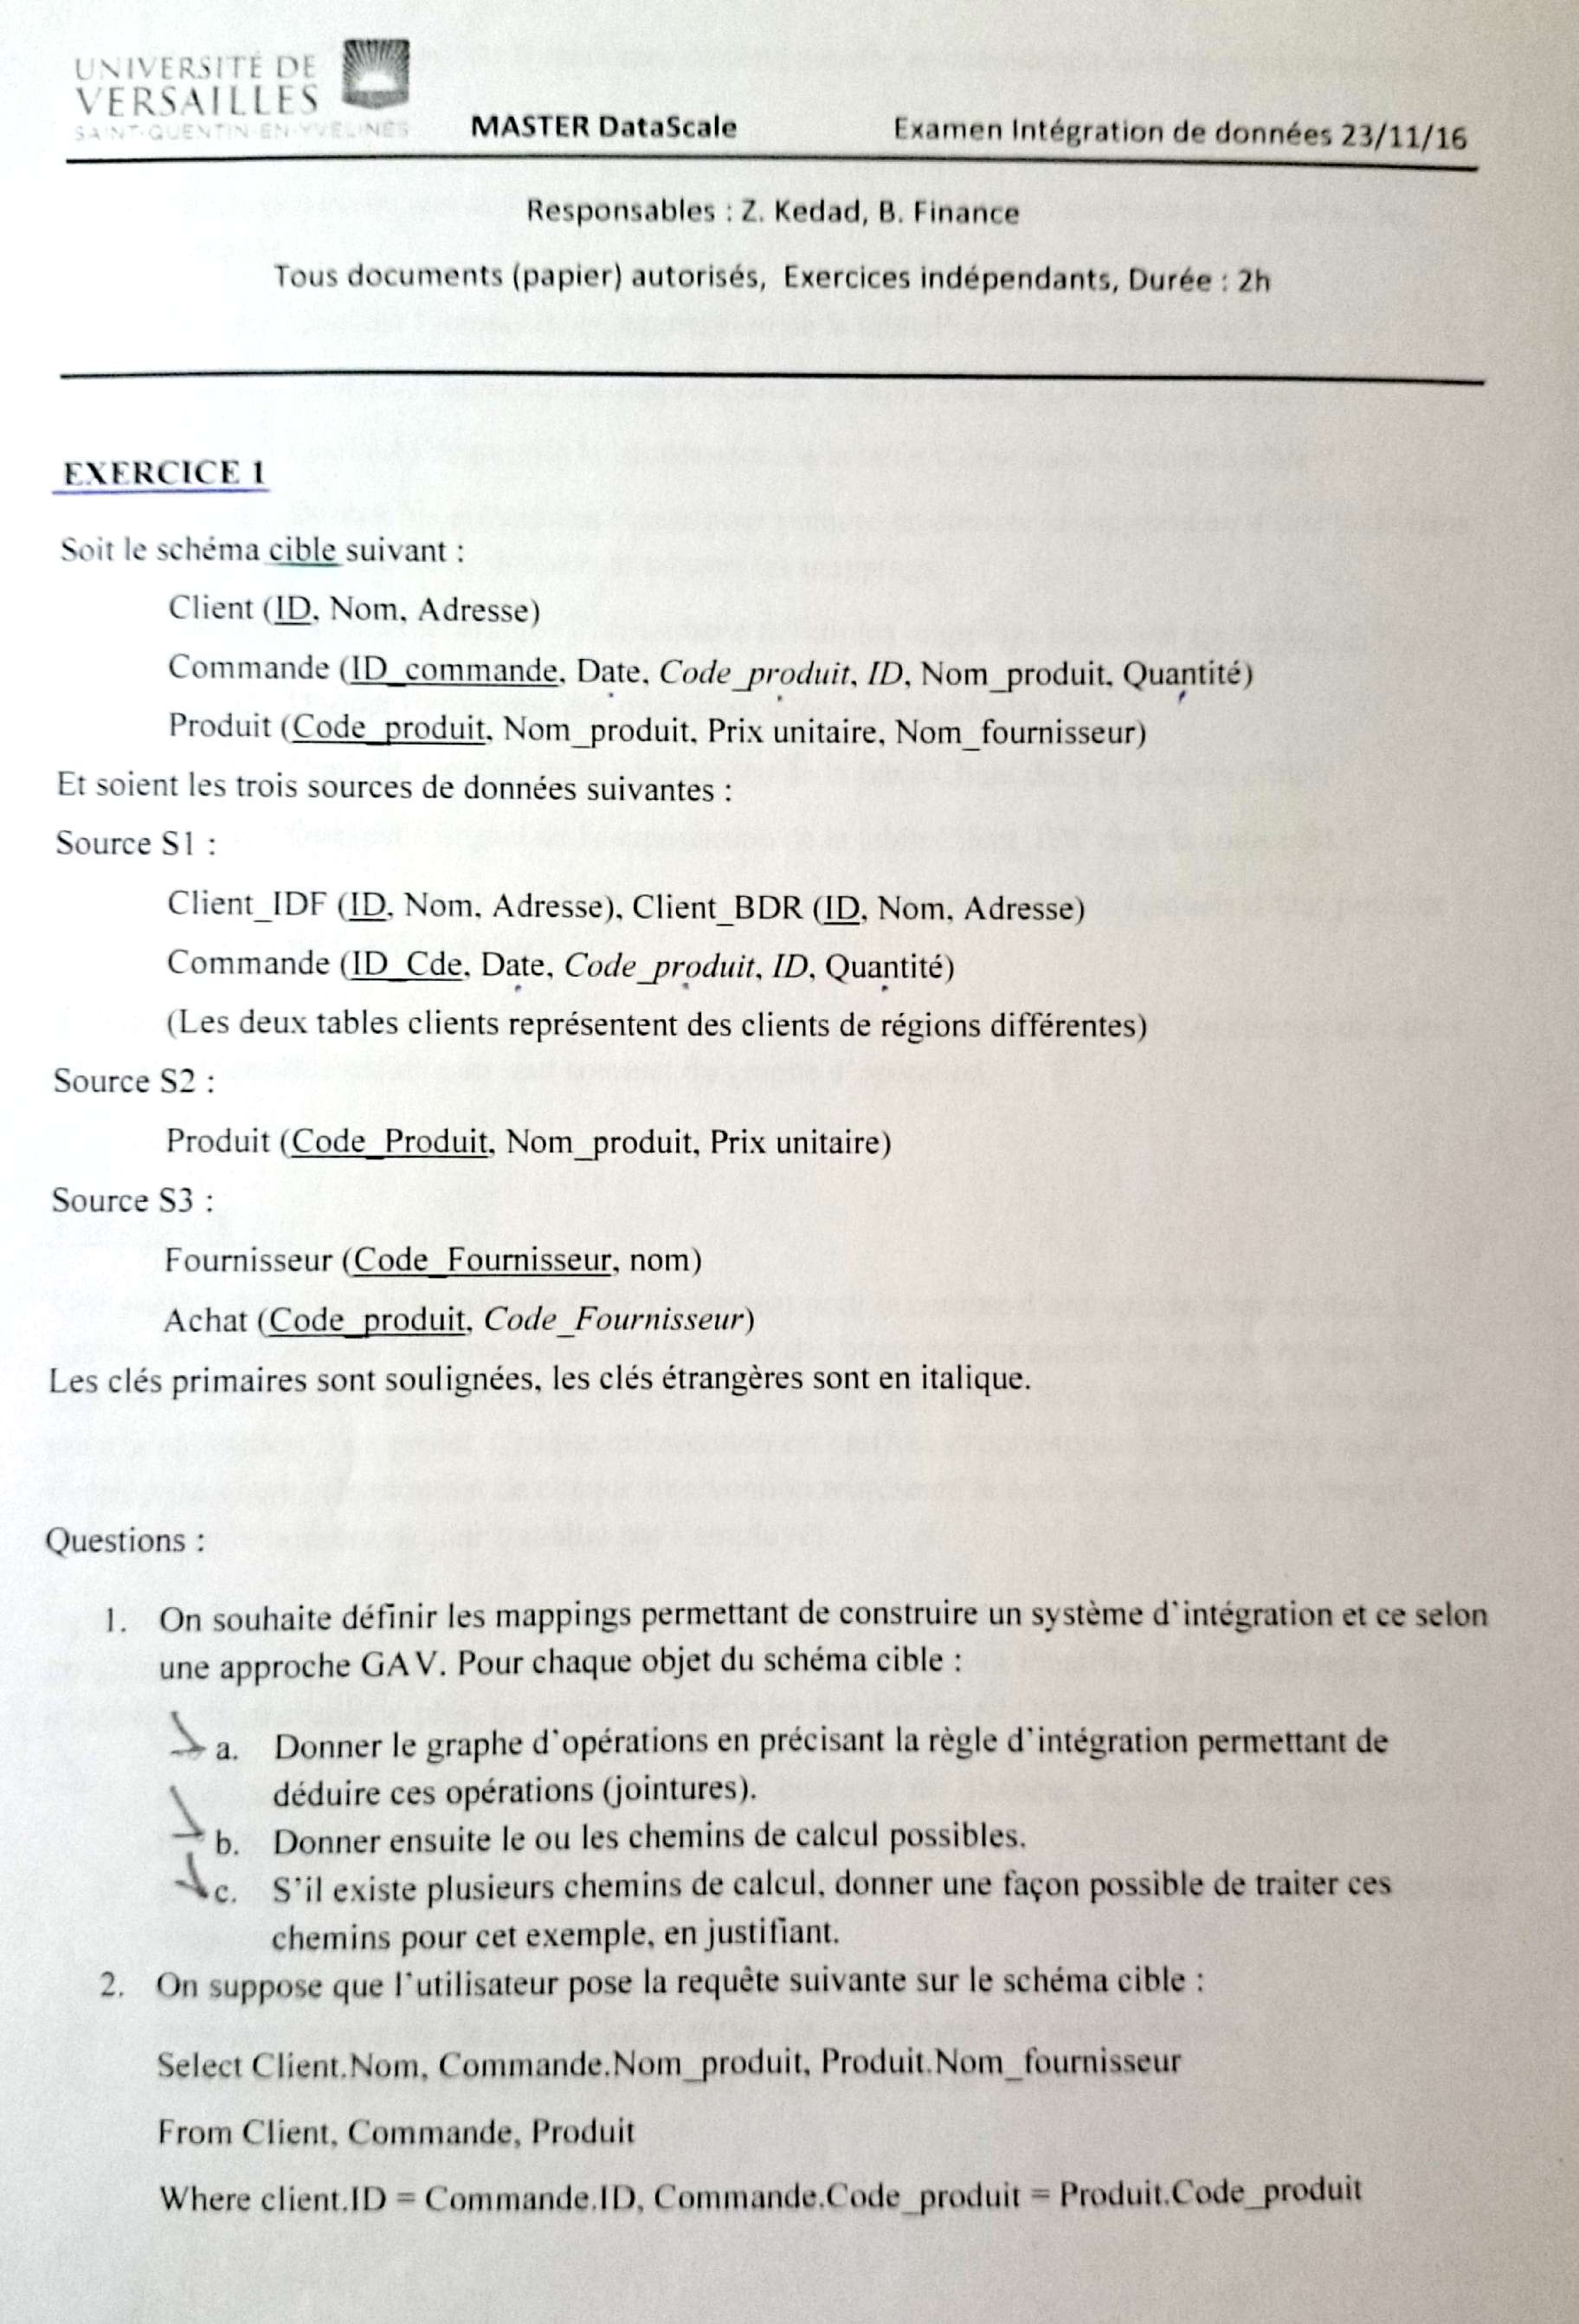 UNIVERSITÉ DE
VERSAILLES
SAINT-QUENTIN-EN-YVELINES
MASTER DataScale
Examen Intégration de données 23/11/16
Responsables : Z. Kedad, B. Finance
Tous documents (papier) autorisés, Exercices indépendants, Durée : 2h
EXERCICE 1
Soit le schéma cible suivant :
Client (ID, Nom, Adresse)
Commande (ID_commande, Date, Code_produit, ID, Nom_produit, Quantité)
Produit (Code_produit, Nom_produit, Prix unitaire, Nom_fournisseur)
Et soient les trois sources de données suivantes :
Source S1 :
Client_IDF (ID, Nom, Adresse), Client_BDR (ID, Nom, Adresse)
Commande (ID_Cde, Date, Code_produit, ID, Quantité)
(Les deux tables clients représentent des clients de régions différentes)
Source S2 :
Produit (Code_Produit, Nom_produit, Prix unitaire)
Source S3 :
Fournisseur (Code_Fournisseur, nom)
Achat (Code_produit, Code_Fournisseur)
Les clés primaires sont soulignées, les clés étrangères sont en italique.
Questions :
1. On souhaite définir les mappings permettant de construire un système d'intégration et ce selon
une approche GAV. Pour chaque objet du schéma cible :
a. Donner le graphe d'opérations en précisant la règle d'intégration permettant de
déduire ces opérations (jointures).
b. Donner ensuite le ou les chemins de calcul possibles.
c. S'il existe plusieurs chemins de calcul, donner une façon possible de traiter ces
chemins pour cet exemple, en justifiant.
2. On suppose que l'utilisateur pose la requête suivante sur le schéma cible :
Select Client.Nom, Commande.Nom_produit, Produit.Nom_fournisseur
From Client, Commande, Produit
Where client.ID = Commande.ID, Commande.Code_produit = Produit.Code_produit